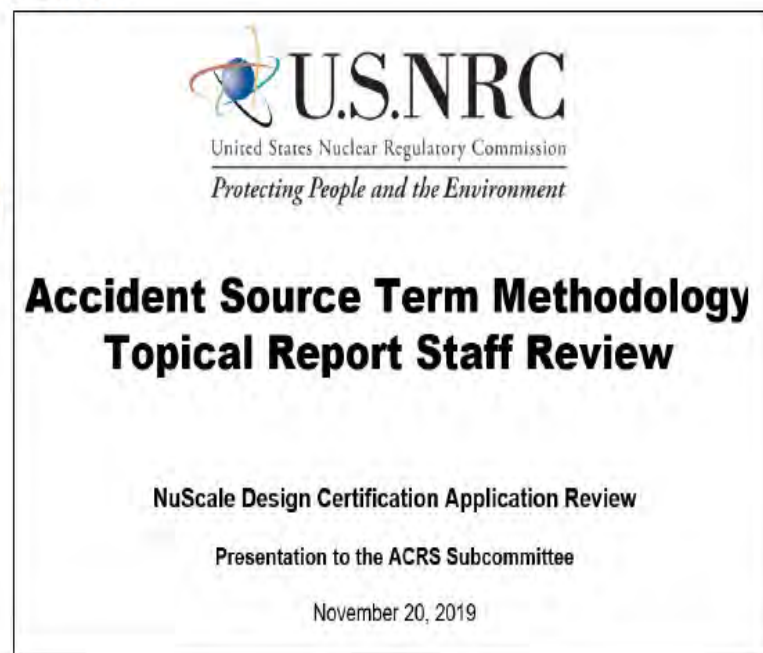 U.S.NRC
United States Nuclear Regulatory Commission
Protecting People and the Environment
Accident Source Term Methodology
Topical Report Staff Review
NuScale Design Certification Application Review
Presentation to the ACRS Subcommittee
November 20, 2019